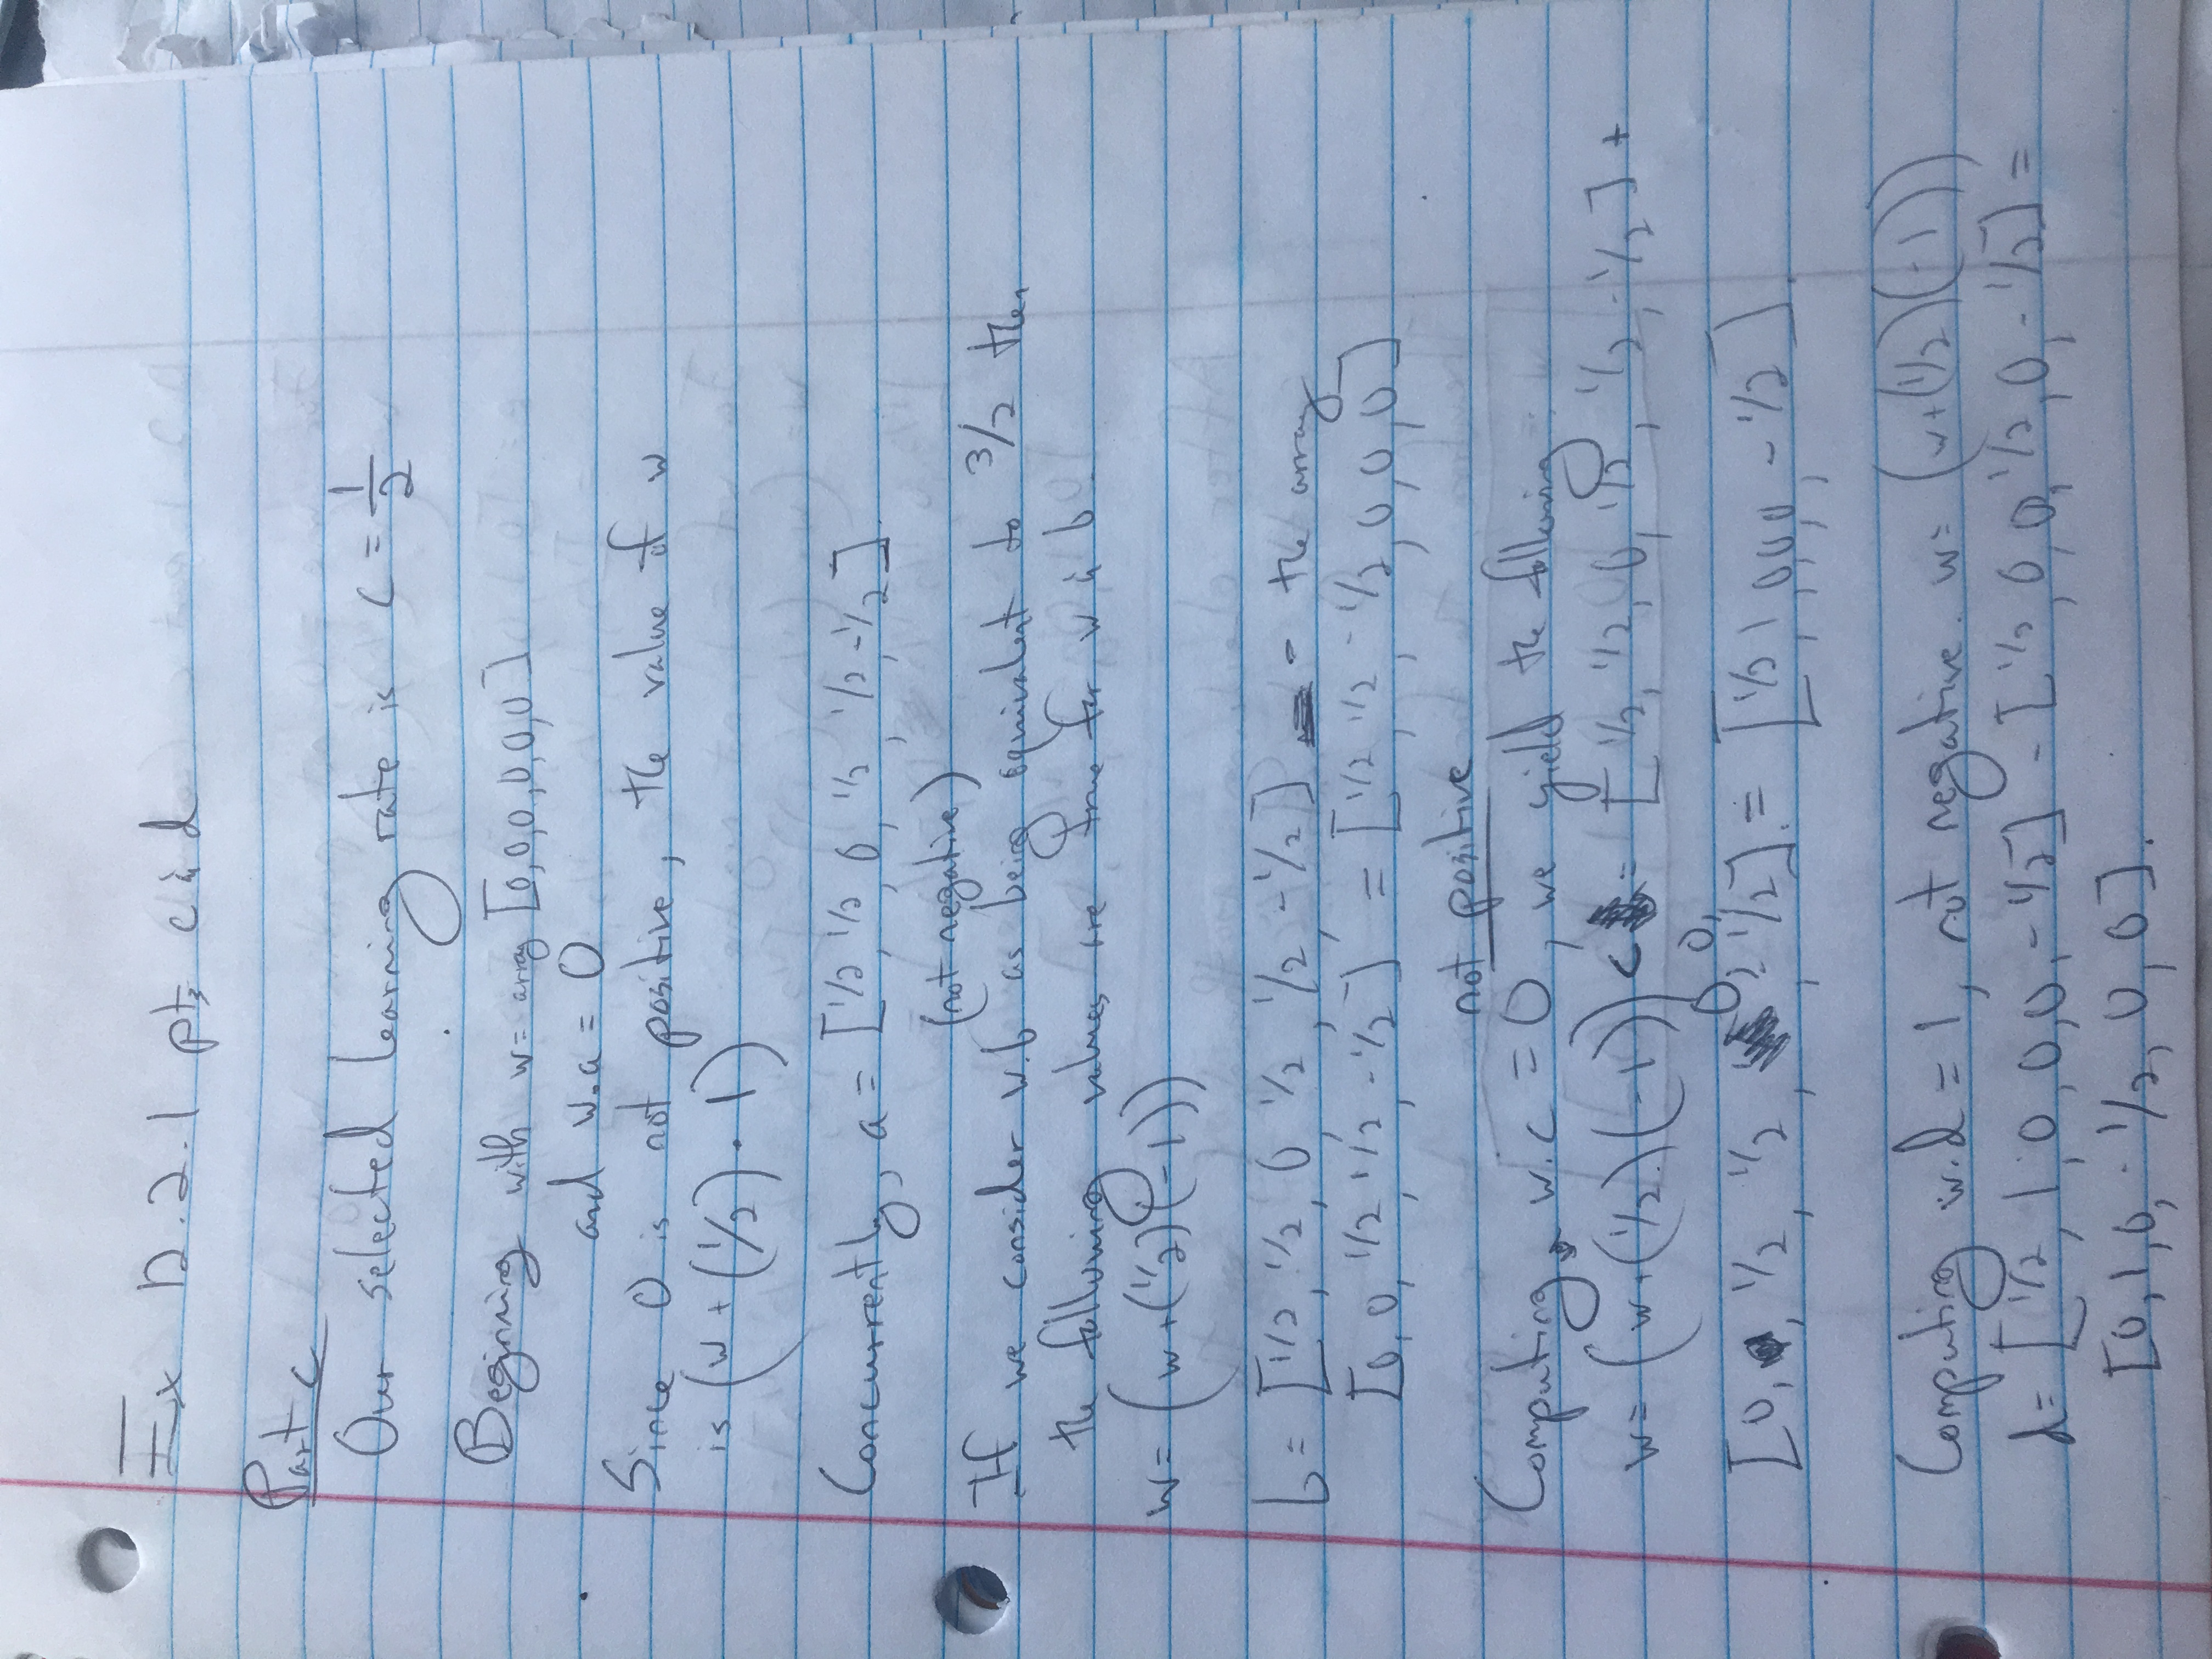 Ex 12.2.1 pts c & d
Part c
Our selected learning rate is c = 1/2
Beginning with w = array [0,0,0,0,0,0]
and w.a = 0
Since 0 is not positive, the value of w
is (w + (1/2) · 1)
Concurrently, a = [1/2, 1/2, 0, 1/2, 1/2, -1/2].
(not negative)
If we consider w.b as being equivalent to 3/2 then
the following values are true for w & b.
w = (w + (1/2)(-1))
b = [1/2, 1/2, 0, 1/2, 1/2, -1/2] - the array
[0, 0, 1/2, 1/2, -1/2] = [1/2, 1/2, -1/2, 0, 0, 0]
not positive
Computing w.c = 0, we yield the following:
w = (w + (1/2)(-1)) c = [1/2, 1/2, 0, 1/2, 1/2, -1/2] +
[0, 1/2, 1/2, 0, 0, -1/2]. = [1/2, 1, 0, 0, 0, -1/2].
Computing w.d = 1, not negative. w = (w + (1/2)(-1))
d = [1/2, 1, 0, 0, 0, -1/2] - [1/2, 0, 0, 1/2, 0, -1/2] =
[0, 1, 0, -1/2, 0, 0].